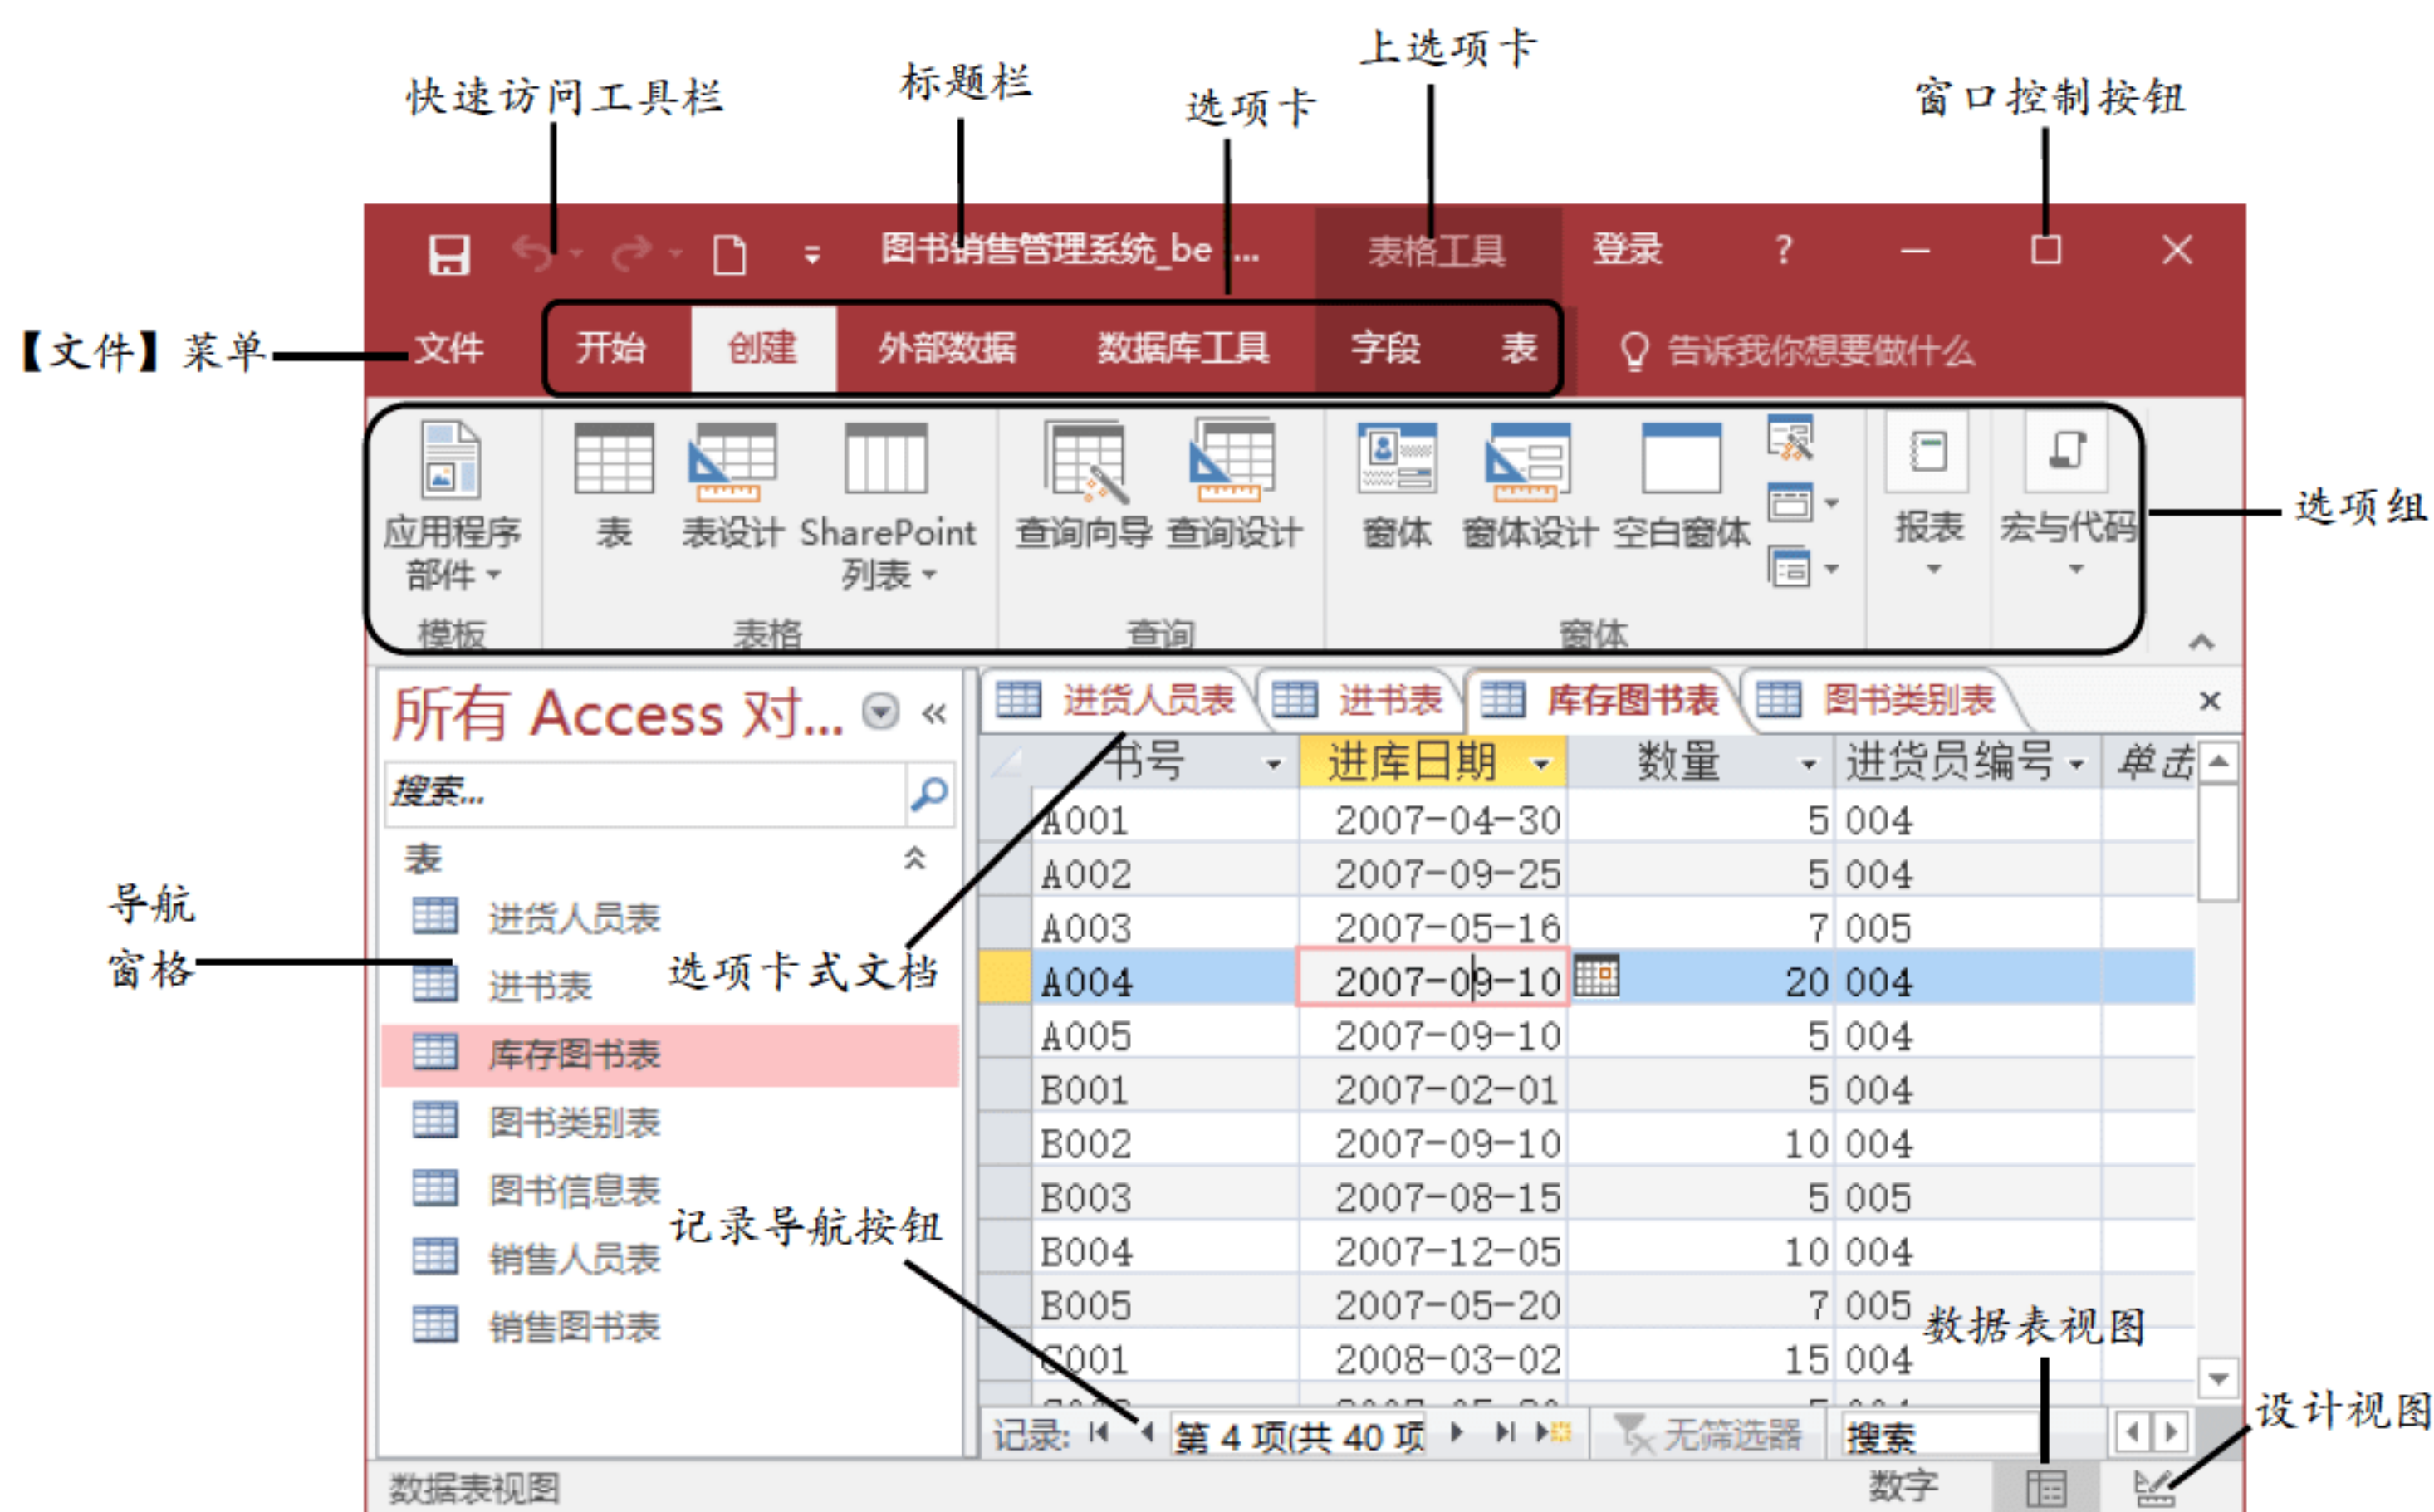 上选项卡
快速访问工具栏
标题栏
选项卡
窗口控制按钮
图书销售管理系统_be ...
表格工具
登录
?
【文件】菜单
文件
开始
创建
外部数据
数据库工具
字段
表
告诉我你想要做什么
应用程序
部件
表
表设计
SharePoint
列表
查询向导
查询设计
窗体
窗体设计
空白窗体
报表
宏与代码
选项组
模板
表格
查询
窗体
所有 Access 对...
搜索...
表
进货人员表
进书表
库存图书表
图书类别表
图书信息表
销售人员表
销售图书表
导航
窗格
选项卡式文档
记录导航按钮
进货人员表
进书表
库存图书表
图书类别表
书号 进库日期 数量 进货员编号 单击
A001 2007-04-30 5 004
A002 2007-09-25 5 004
A003 2007-05-16 7 005
A004 2007-09-10 20 004
A005 2007-09-10 5 004
B001 2007-02-01 5 004
B002 2007-09-10 10 004
B003 2007-08-15 5 005
B004 2007-12-05 10 004
B005 2007-05-20 7 005
C001 2008-03-02 15 004
数据表视图
设计视图
记录: 第 4 项(共 40 项 无筛选器 搜索
数据表视图
数字